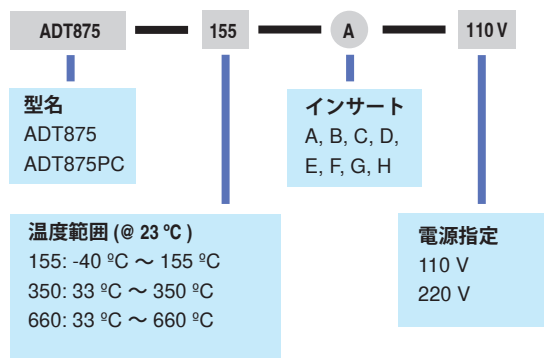 ADT875 155 A 110 V
型名
ADT875
ADT875PC
インサート
A, B, C, D,
E, F, G, H
温度範囲 (@ 23 ºC )
155: -40 ºC ～ 155 ºC
350: 33 ºC ～ 350 ºC
660: 33 ºC ～ 660 ºC
電源指定
110 V
220 V